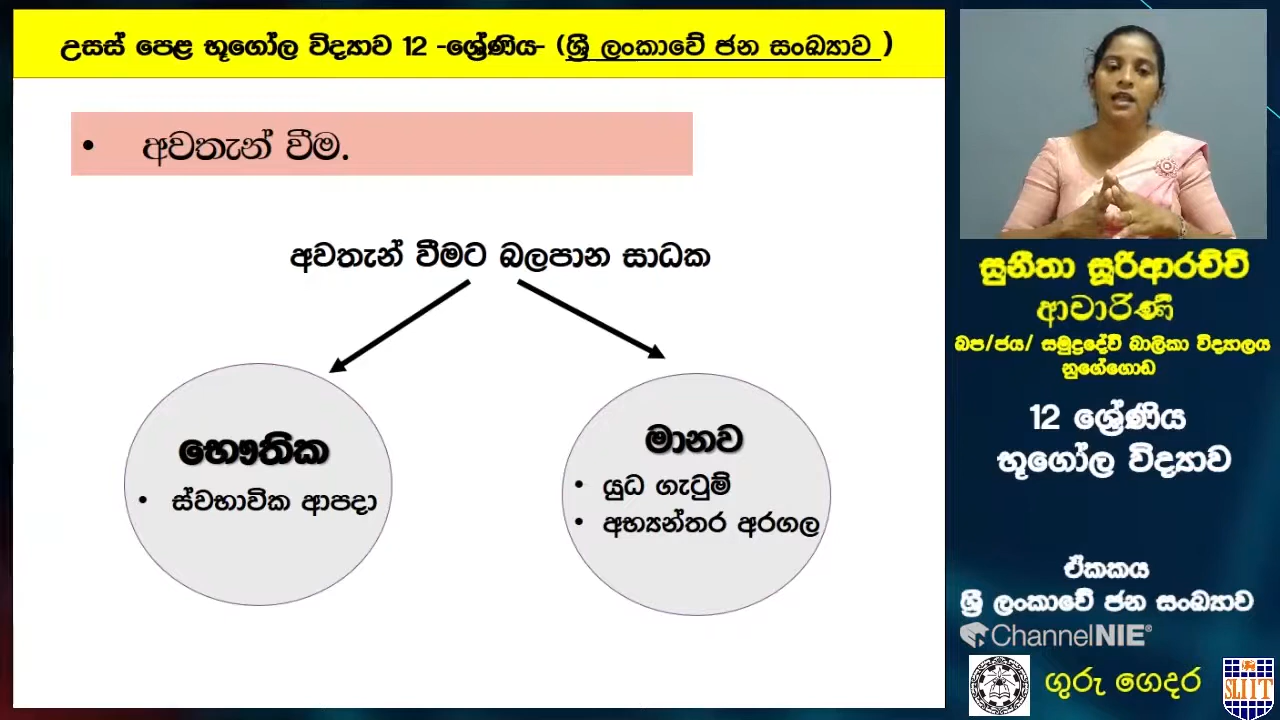 උසස් පෙළ භූගෝල විද්‍යාව 12 -ශ්‍රේණිය- (ශ්‍රී ලංකාවේ ජන සංඛ්‍යාව )
• අවතැන් වීම.
අවතැන් වීමට බලපාන සාධක
භෞතික
• ස්වභාවික ආපදා
මානව
• යුධ ගැටුම්
• අභ්‍යන්තර අරගල
සුනීතා සූරිආරච්චි
ආචාරිණී
බප/ජය/ සමුද්‍රදේවී බාලිකා විද්‍යාලය
නුගේගොඩ
12 ශ්‍රේණිය
භූගෝල විද්‍යාව
ඒකකය
ශ්‍රී ලංකාවේ ජන සංඛ්‍යාව
ChannelNIE®
ගුරු ගෙදර
SLIIT